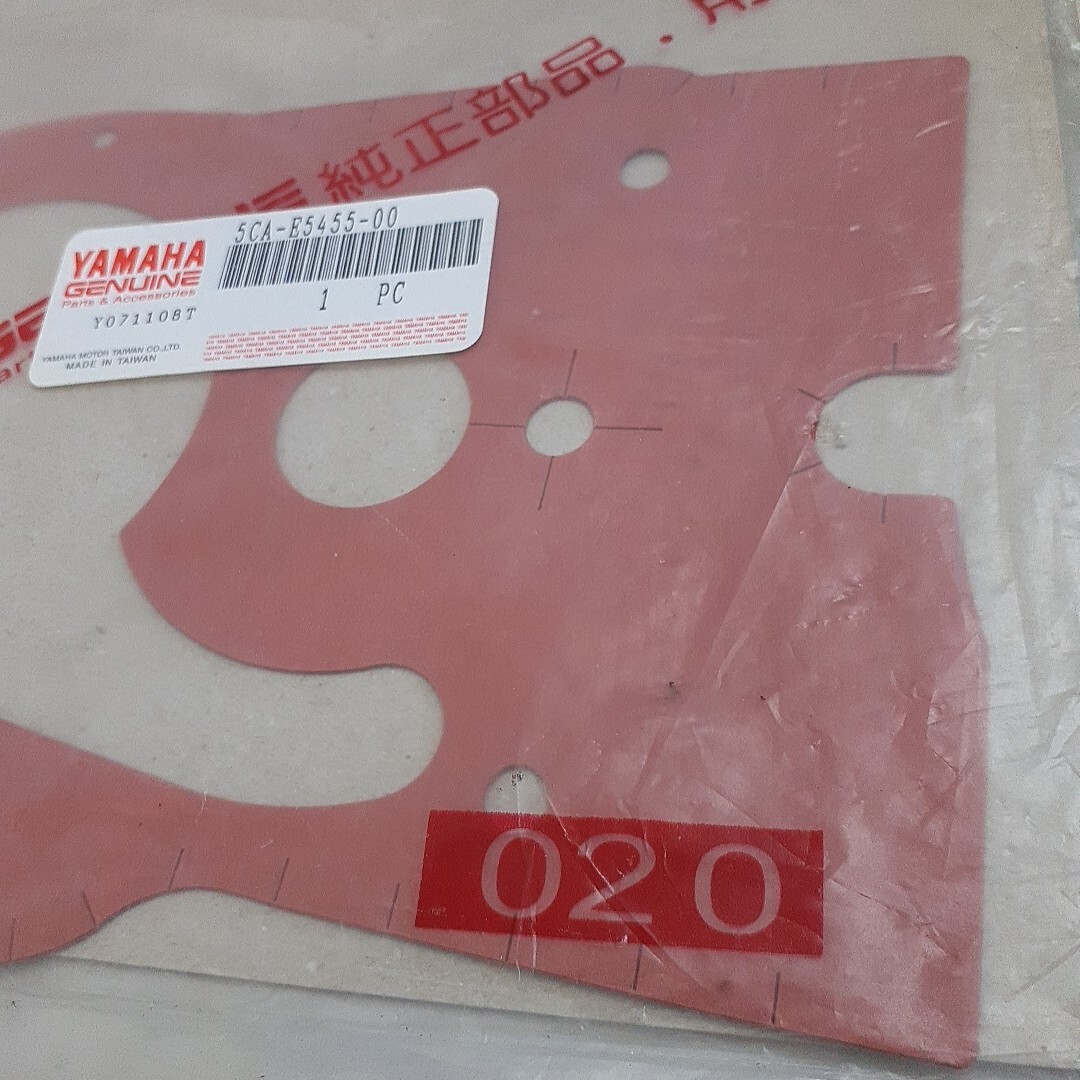 純正部品
5CA-E5455-00
YAMAHA
GENUINE
Parts & Accessories
1 PC
Y071108T
YAMAHA MOTOR TAIWAN CO.,LTD.
MADE IN TAIWAN
020